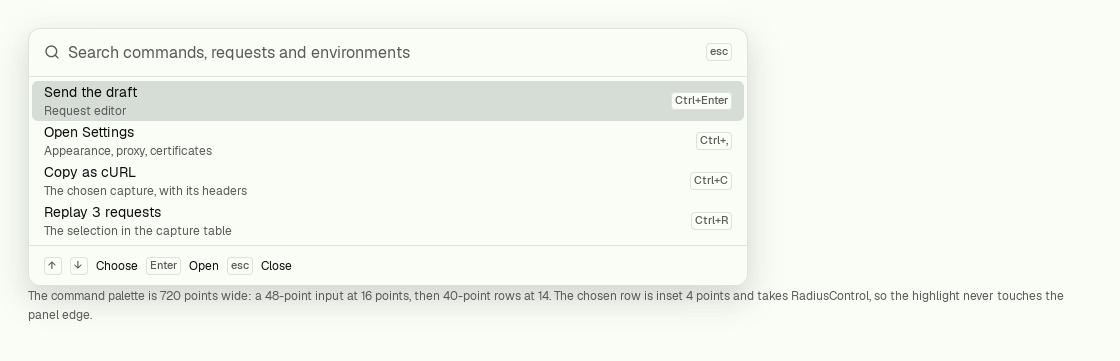 Search commands, requests and environments esc
Send the draft Ctrl+Enter
Request editor
Open Settings Ctrl+,
Appearance, proxy, certificates
Copy as cURL Ctrl+C
The chosen capture, with its headers
Replay 3 requests Ctrl+R
The selection in the capture table
↑ ↓ Choose Enter Open esc Close
The command palette is 720 points wide: a 48-point input at 16 points, then 40-point rows at 14. The chosen row is inset 4 points and takes RadiusControl, so the highlight never touches the
panel edge.